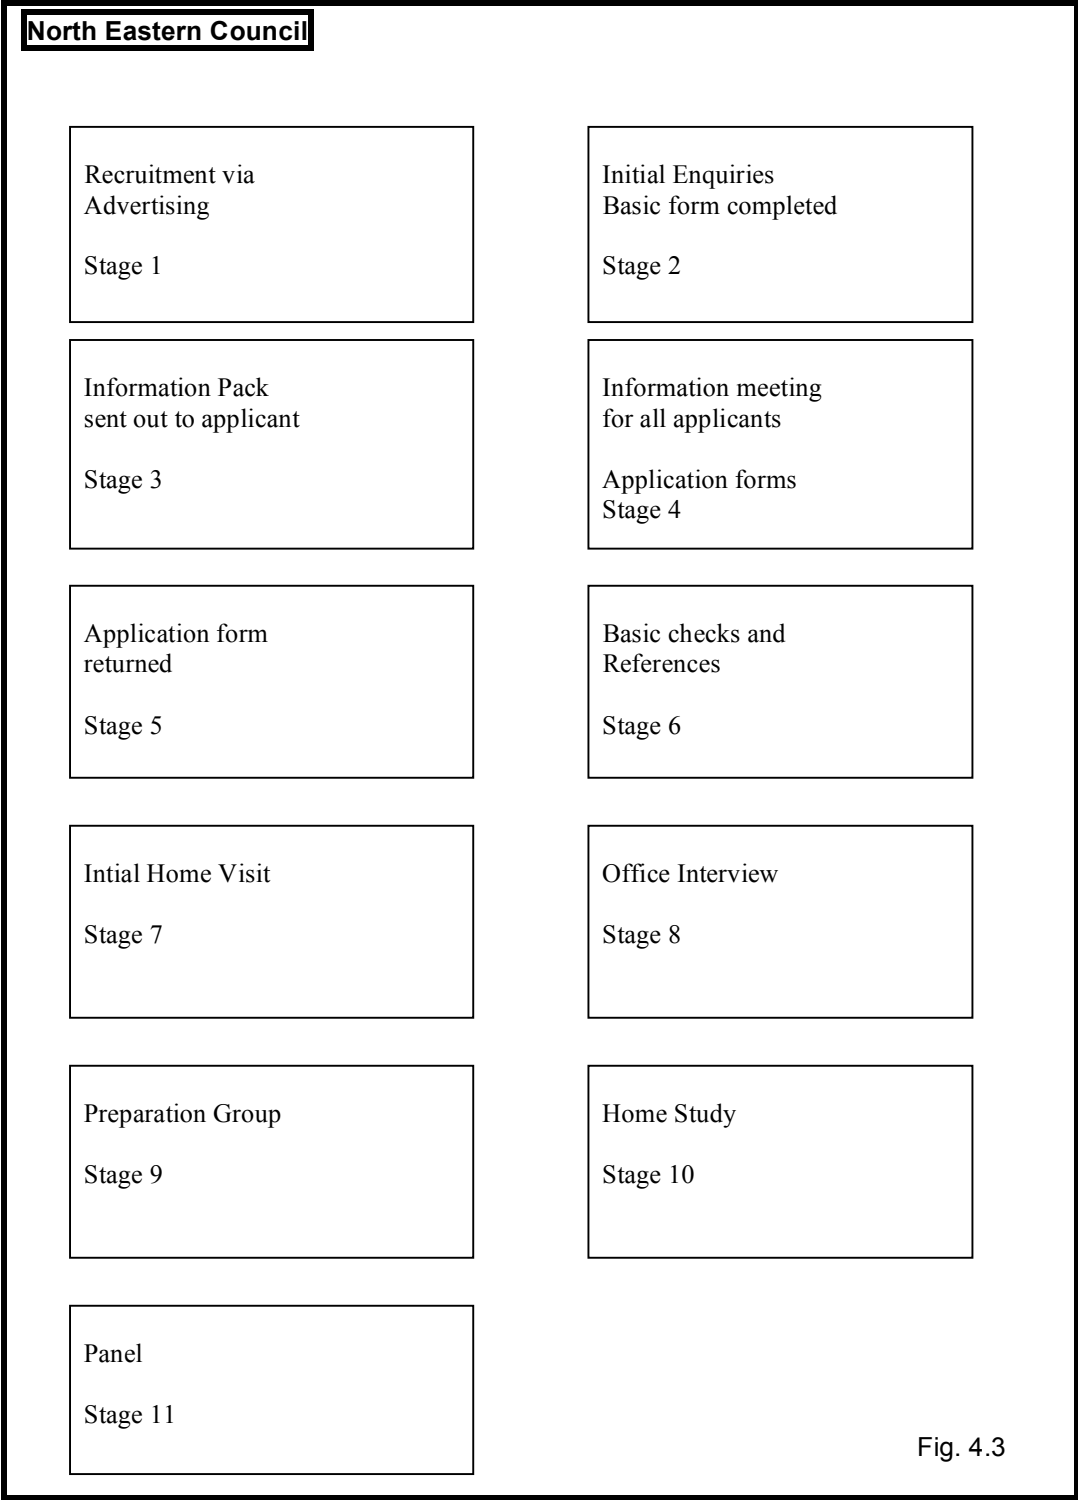 North Eastern Council
Recruitment via
Advertising
Stage 1
Initial Enquiries
Basic form completed
Stage 2
Information Pack
sent out to applicant
Stage 3
Information meeting
for all applicants
Application forms
Stage 4
Application form
returned
Stage 5
Basic checks and
References
Stage 6
Intial Home Visit
Stage 7
Office Interview
Stage 8
Preparation Group
Stage 9
Home Study
Stage 10
Panel
Stage 11
Fig. 4.3